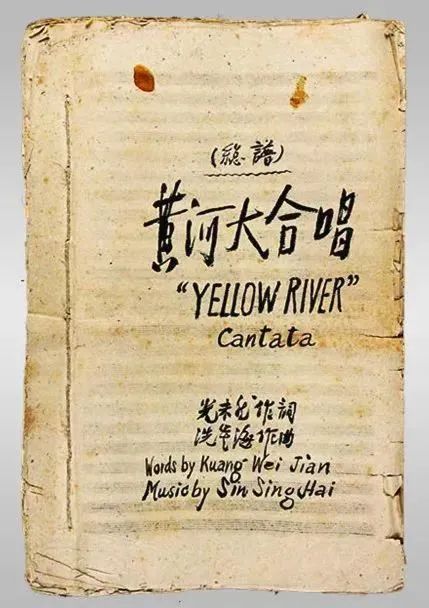 (總譜)
黄河大合唱
"YELLOW RIVER"
Cantata
光未然作詞
冼星海作曲
Words by Kuang Wei Jian
Music by Sin Sing Hai